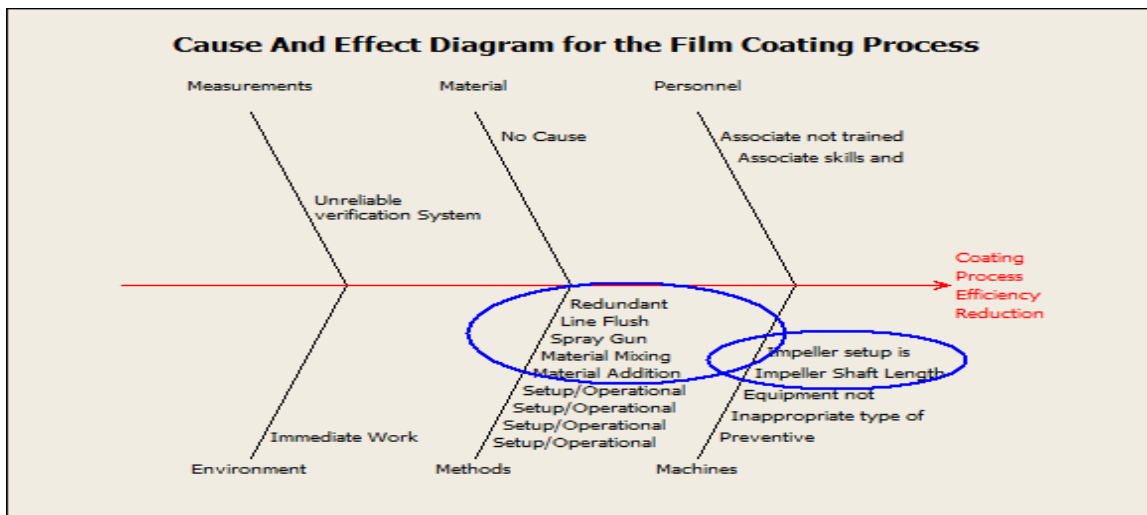 Cause And Effect Diagram for the Film Coating Process
Measurements
Material
Personnel
No Cause
Associate not trained
Associate skills and
Unreliable
verification System
Coating
Process
Efficiency
Reduction
Redundant
Line Flush
Spray Gun
Material Mixing
Material Addition
Setup/Operational
Setup/Operational
Setup/Operational
Setup/Operational
Impeller setup is
Impeller Shaft Length
Equipment not
Inappropriate type of
Preventive
Immediate Work
Environment
Methods
Machines